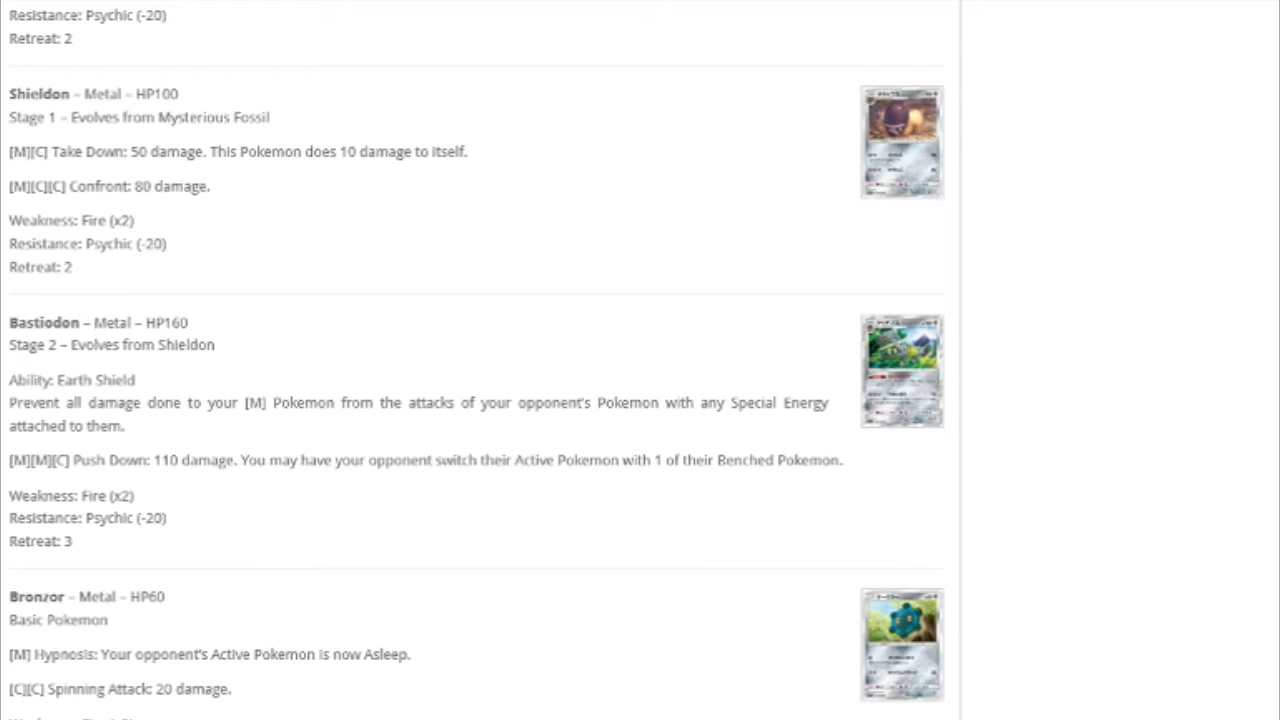 Resistance: Psychic (-20)
Retreat: 2
Shieldon – Metal – HP100
Stage 1 – Evolves from Mysterious Fossil
[M][C] Take Down: 50 damage. This Pokemon does 10 damage to itself.
[M][C][C] Confront: 80 damage.
Weakness: Fire (x2)
Resistance: Psychic (-20)
Retreat: 2
Bastiodon – Metal – HP160
Stage 2 – Evolves from Shieldon
Ability: Earth Shield
Prevent all damage done to your [M] Pokemon from the attacks of your opponent's Pokemon with any Special Energy
attached to them.
[M][M][C] Push Down: 110 damage. You may have your opponent switch their Active Pokemon with 1 of their Benched Pokemon.
Weakness: Fire (x2)
Resistance: Psychic (-20)
Retreat: 3
Bronzor – Metal – HP60
Basic Pokemon
[M] Hypnosis: Your opponent's Active Pokemon is now Asleep.
[C][C] Spinning Attack: 20 damage.